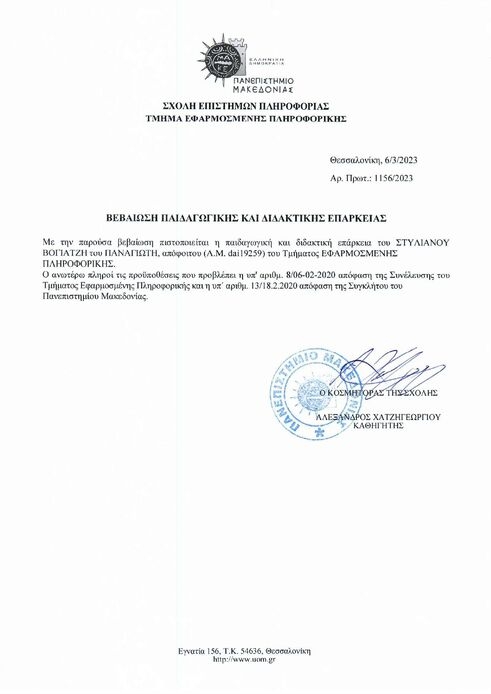 ΕΛΛΗΝΙΚΗ
ΔΗΜΟΚΡΑΤΙΑ
ΠΑΝΕΠΙΣΤΗΜΙΟ
ΜΑΚΕΔΟΝΙΑΣ
ΣΧΟΛΗ ΕΠΙΣΤΗΜΩΝ ΠΛΗΡΟΦΟΡΙΑΣ
ΤΜΗΜΑ ΕΦΑΡΜΟΣΜΕΝΗΣ ΠΛΗΡΟΦΟΡΙΚΗΣ
Θεσσαλονίκη, 6/3/2023
Αρ. Πρωτ.: 1156/2023
ΒΕΒΑΙΩΣΗ ΠΑΙΔΑΓΩΓΙΚΗΣ ΚΑΙ ΔΙΔΑΚΤΙΚΗΣ ΕΠΑΡΚΕΙΑΣ
Με την παρούσα βεβαίωση πιστοποιείται η παιδαγωγική και διδακτική επάρκεια του ΣΤΥΛΙΑΝΟΥ
ΒΟΓΙΑΤΖΗ του ΠΑΝΑΓΙΩΤΗ, απόφοιτου (Α.Μ. dai19259) του Τμήματος ΕΦΑΡΜΟΣΜΕΝΗΣ
ΠΛΗΡΟΦΟΡΙΚΗΣ.
Ο ανωτέρω πληροί τις προϋποθέσεις που προβλέπει η υπ' αριθμ. 8/06-02-2020 απόφαση της Συνέλευσης του
Τμήματος Εφαρμοσμένης Πληροφορικής και η υπ΄ αριθμ. 13/18.2.2020 απόφαση της Συγκλήτου του
Πανεπιστημίου Μακεδονίας.
ΠΑΝΕΠΙΣΤΗΜΙΟ ΜΑΚΕΔΟΝΙΑΣ
Ο ΚΟΣΜΗΤΟΡΑΣ ΤΗΣ ΣΧΟΛΗΣ
ΑΛΕΞΑΝΔΡΟΣ ΧΑΤΖΗΓΕΩΡΓΙΟΥ
ΚΑΘΗΓΗΤΗΣ
Εγνατία 156, Τ.Κ. 54636, Θεσσαλονίκη
http://www.uom.gr